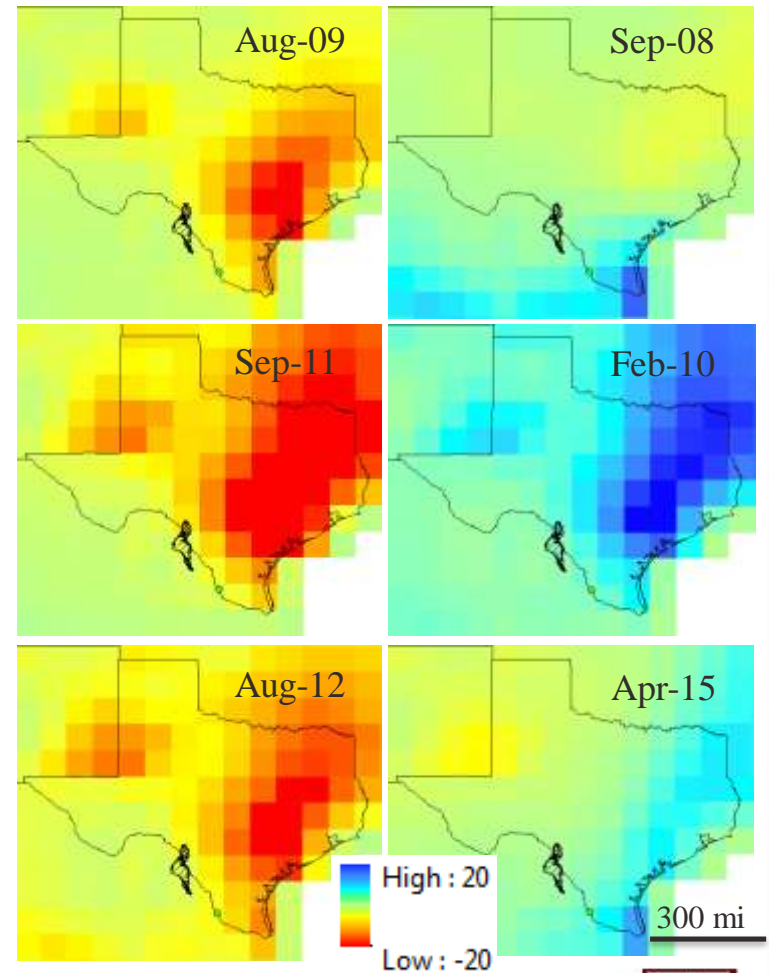 Aug-09
Sep-08
Sep-11
Feb-10
Aug-12
Apr-15
High : 20
Low : -20
300 mi